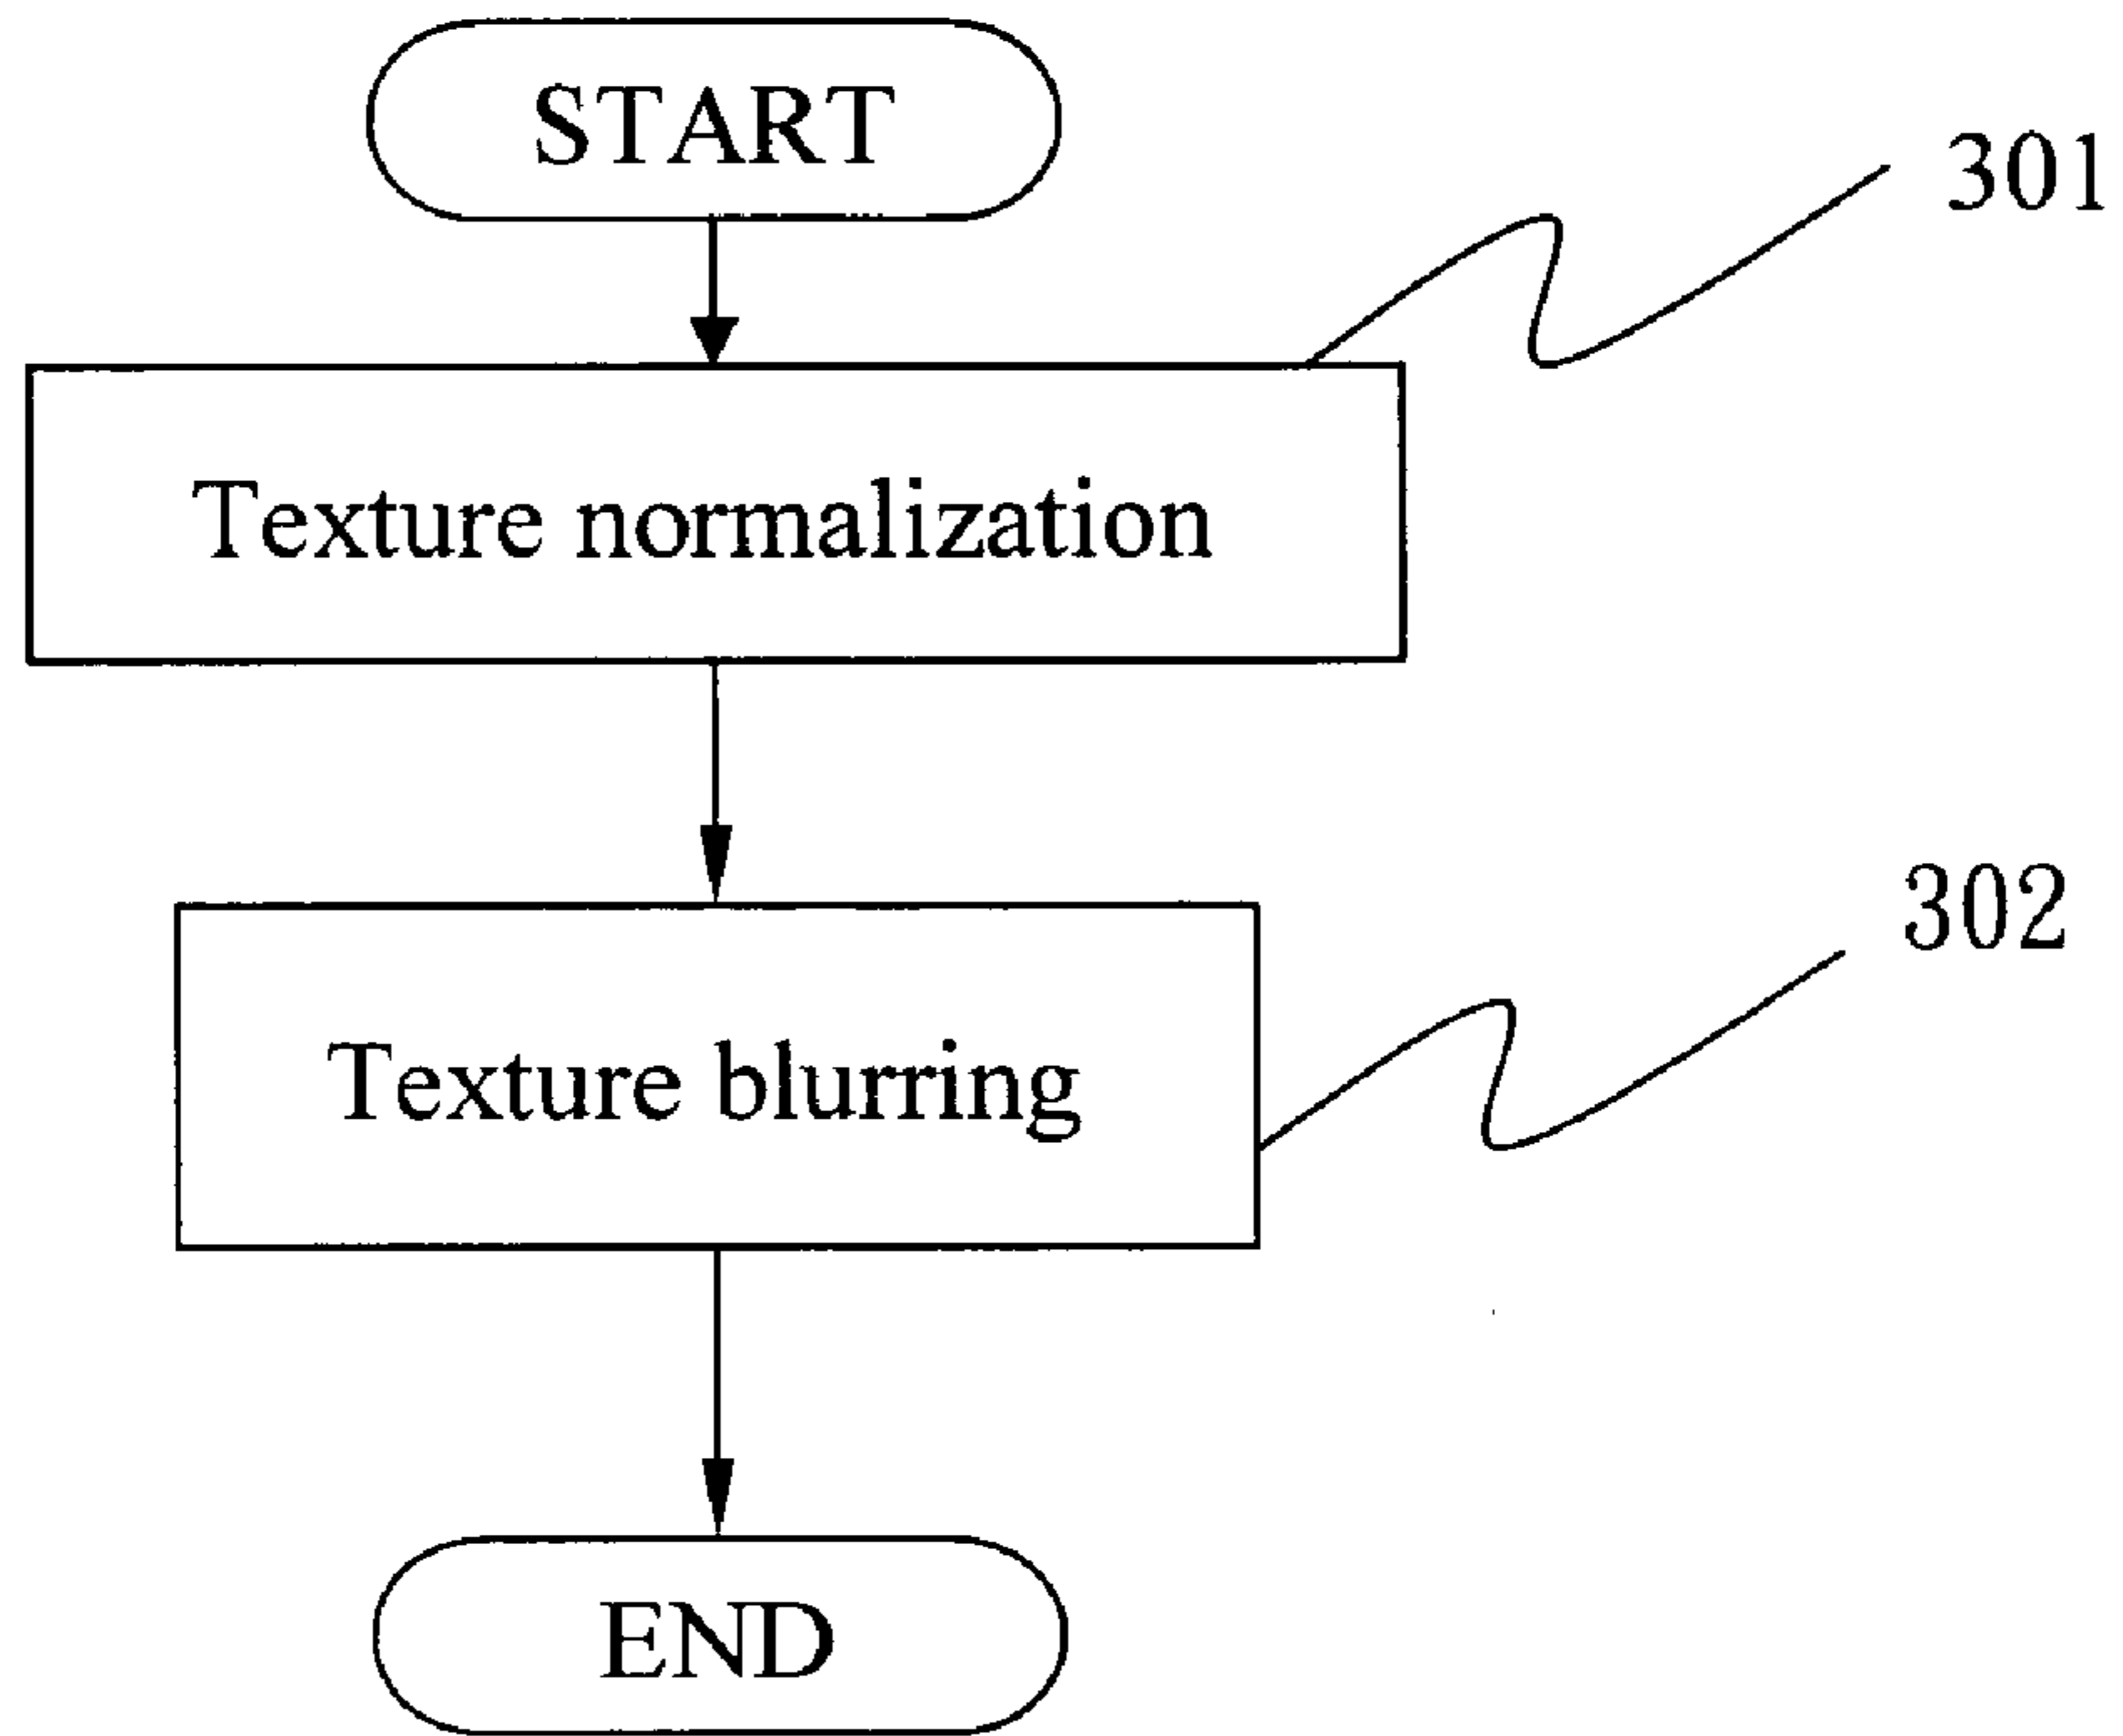 START
301
Texture normalization
302
Texture blurring
END